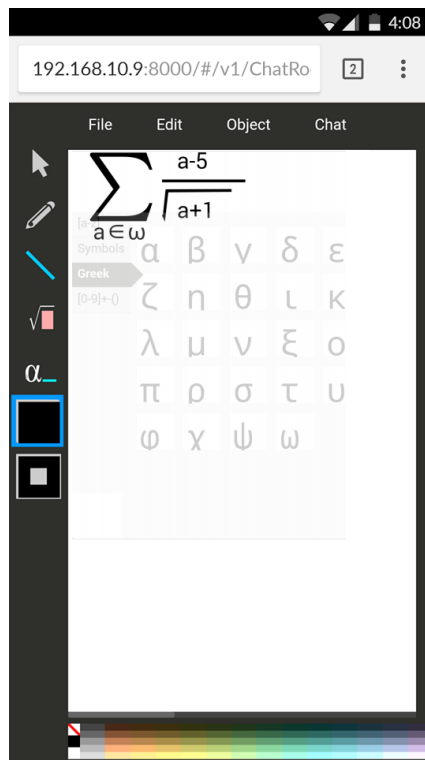 4:08
192.168.10.9:8000/#/v1/ChatRo
2
File Edit Object Chat
∑ a-5
√ a+1
a∈ω
Symbols
α β ν δ ε
Greek
ζ η θ ι κ
[0-9]+-()
λ μ ν ξ ο
α_
π ρ σ τ υ
φ χ ψ ω